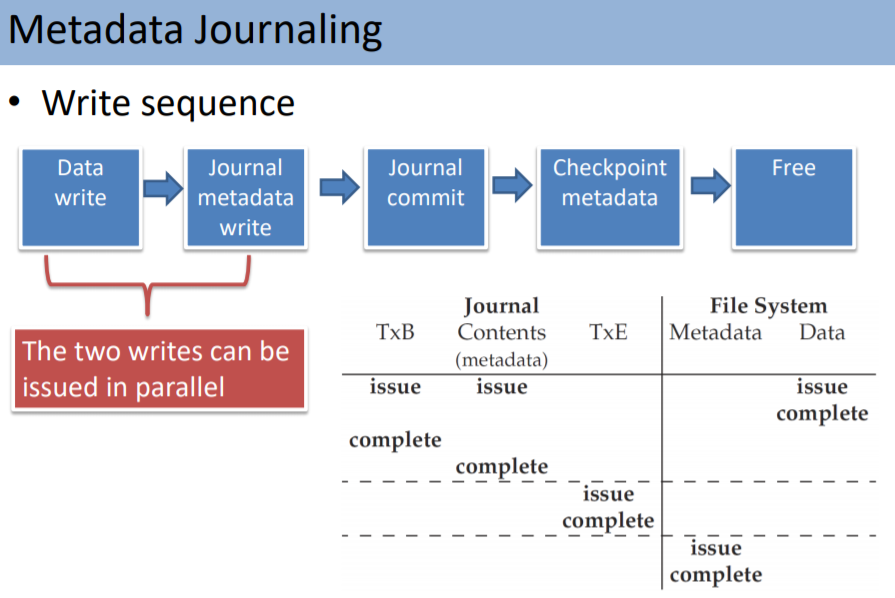 Metadata Journaling
• Write sequence
Data
write
Journal
metadata
write
Journal
commit
Checkpoint
metadata
Free
The two writes can be
issued in parallel
Journal File System
TxB Contents TxE Metadata Data
(metadata)
issue issue issue
complete
complete
complete
issue
complete
issue
complete